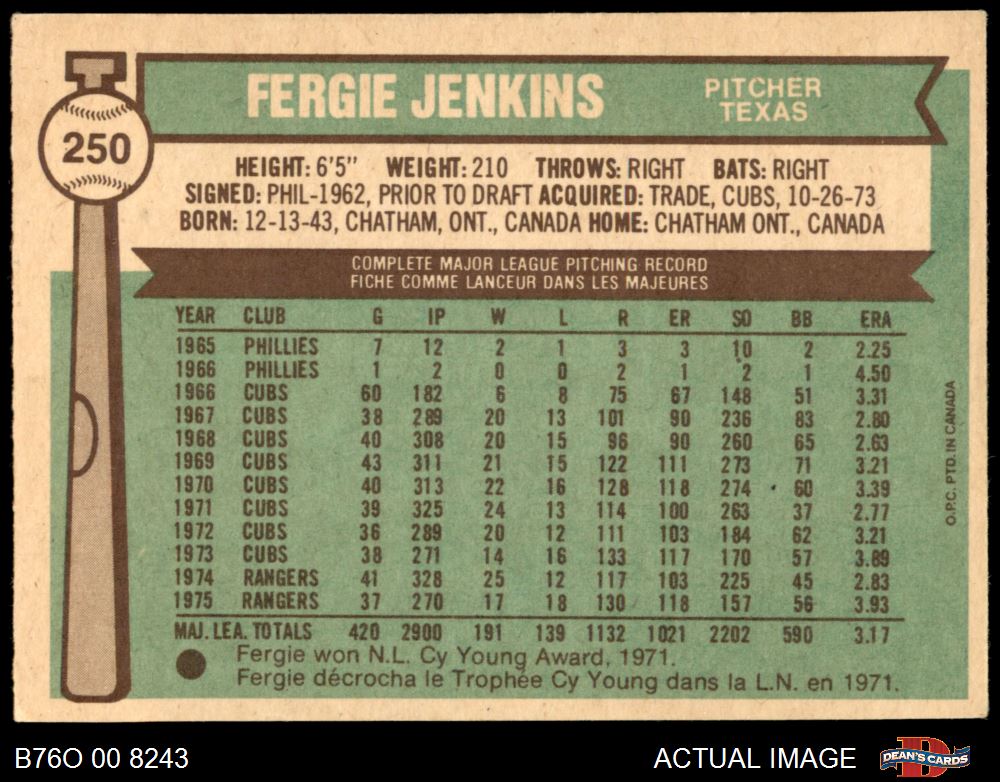 FERGIE JENKINS PITCHER TEXAS
250
HEIGHT: 6'5" WEIGHT: 210 THROWS: RIGHT BATS: RIGHT
SIGNED: PHIL-1962, PRIOR TO DRAFT ACQUIRED: TRADE, CUBS, 10-26-73
BORN: 12-13-43, CHATHAM, ONT., CANADA HOME: CHATHAM ONT., CANADA
COMPLETE MAJOR LEAGUE PITCHING RECORD
FICHE COMME LANCEUR DANS LES MAJEURES
YEAR CLUB G IP W L R ER SO BB ERA
1965 PHILLIES 7 12 2 1 3 3 10 2 2.25
1966 PHILLIES 1 2 0 0 2 1 2 1 4.50
1966 CUBS 60 182 6 8 75 67 148 51 3.31
1967 CUBS 38 289 20 13 101 90 236 83 2.80
1968 CUBS 40 308 20 15 96 90 260 65 2.63
1969 CUBS 43 311 21 15 122 111 273 71 3.21
1970 CUBS 40 313 22 16 128 118 274 60 3.39
1971 CUBS 39 325 24 13 114 100 263 37 2.77
1972 CUBS 36 289 20 12 111 103 184 62 3.21
1973 CUBS 38 271 14 16 133 117 170 57 3.89
1974 RANGERS 41 328 25 12 117 103 225 45 2.83
1975 RANGERS 37 270 17 18 130 118 157 56 3.93
MAJ. LEA. TOTALS 420 2900 191 139 1132 1021 2202 590 3.17
Fergie won N.L. Cy Young Award, 1971.
Fergie décrocha le Trophée Cy Young dans la L.N. en 1971.
O.P.C. PTD. IN CANADA
B76O 00 8243 ACTUAL IMAGE DEAN'S CARDS